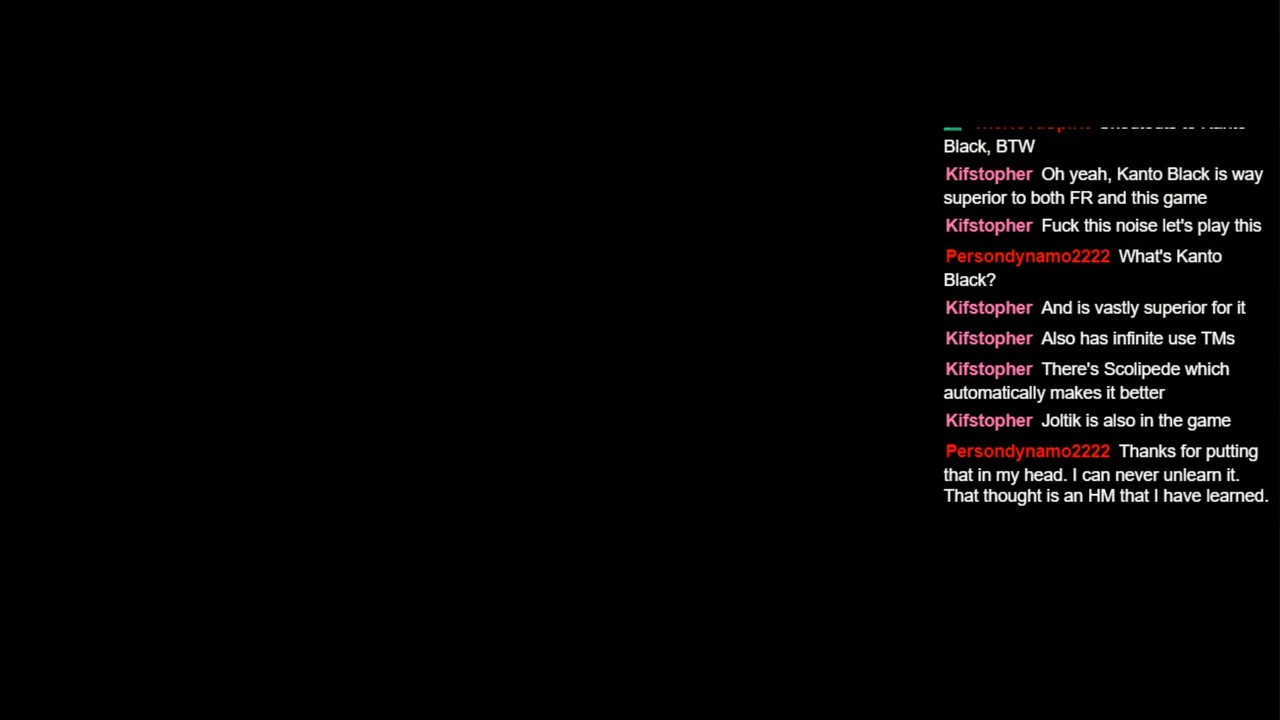 Black, BTW
Kifstopher Oh yeah, Kanto Black is way
superior to both FR and this game
Kifstopher Fuck this noise let's play this
Persondynamo2222 What's Kanto
Black?
Kifstopher And is vastly superior for it
Kifstopher Also has infinite use TMs
Kifstopher There's Scolipede which
automatically makes it better
Kifstopher Joltik is also in the game
Persondynamo2222 Thanks for putting
that in my head. I can never unlearn it.
That thought is an HM that I have learned.